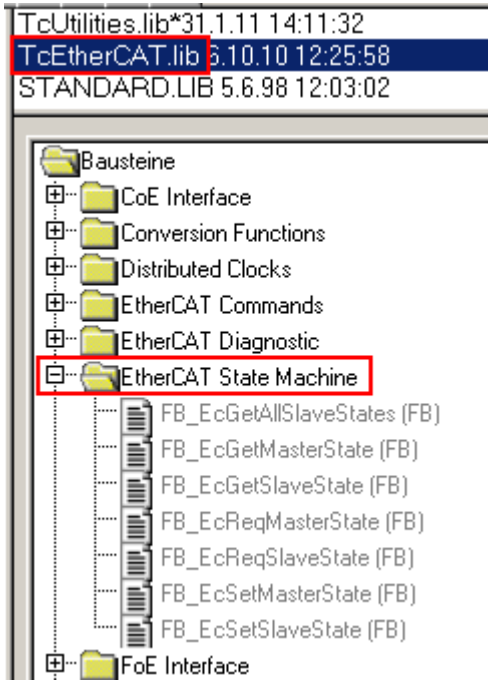 TcUtilities.lib*31.1.11 14:11:32
TcEtherCAT.lib 6.10.10 12:25:58
STANDARD.LIB 5.6.98 12:03:02
Bausteine
CoE Interface
Conversion Functions
Distributed Clocks
EtherCAT Commands
EtherCAT Diagnostic
EtherCAT State Machine
FB_EcGetAllSlaveStates (FB)
FB_EcGetMasterState (FB)
FB_EcGetSlaveState (FB)
FB_EcReqMasterState (FB)
FB_EcReqSlaveState (FB)
FB_EcSetMasterState (FB)
FB_EcSetSlaveState (FB)
FoE Interface